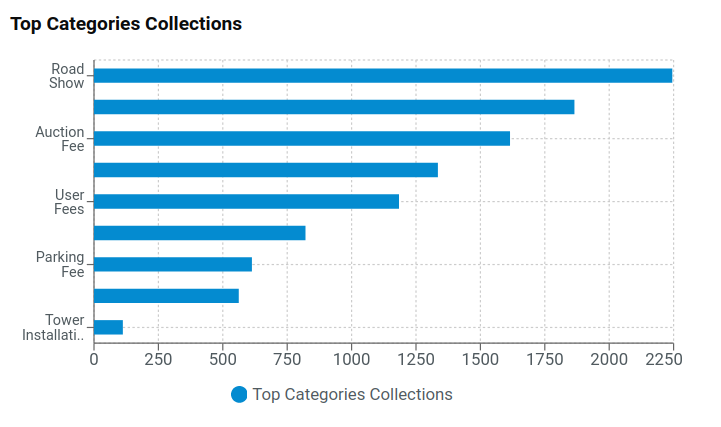 Top Categories Collections
Road
Show
Auction
Fee
User
Fees
Parking
Fee
Tower
Installati..
0 250 500 750 1000 1250 1500 1750 2000 2250
Top Categories Collections